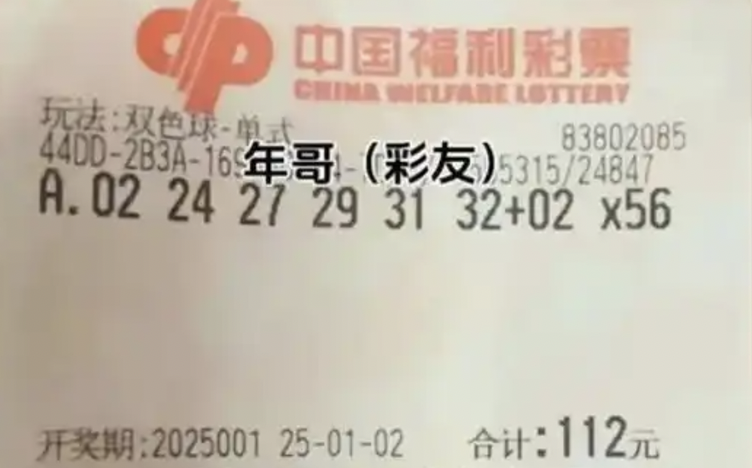 中国福利彩票
CHINA WELFARE LOTTERY
玩法:双色球-单式
83802085
44DD-2B3A-169
5315/24847
年哥（彩友）
A.02 24 27 29 31 32+02 x56
开奖期:2025001 25-01-02 合计:112元